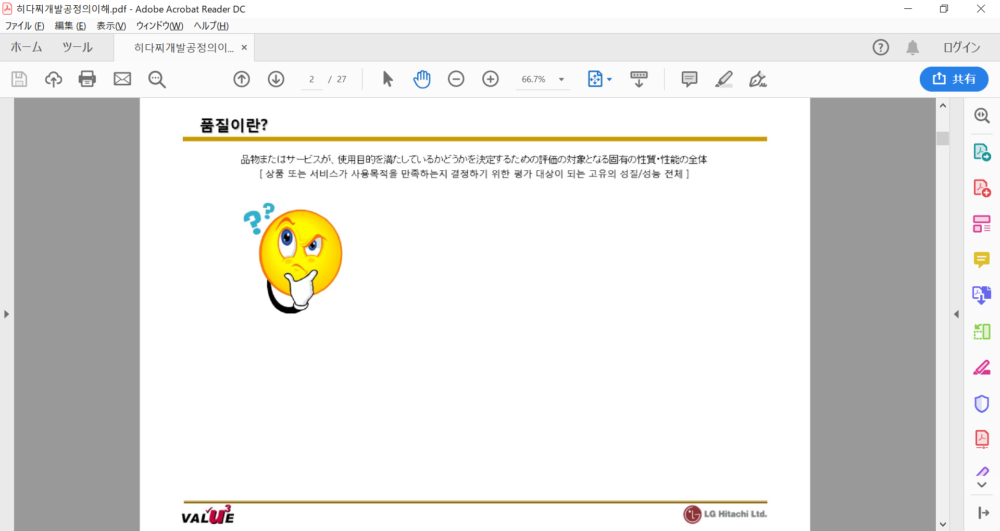 히다찌개발공정의이해.pdf - Adobe Acrobat Reader DC
ファイル (F) 編集 (E) 表示(V) ウィンドウ(W) ヘルプ(H)
ホーム ツール 히다찌개발공정의이... × ? ログイン
2 / 27 66.7% 共有
품질이란?
品物またはサービスが、使用目的を満たしているかどうかを決定するための評価の対象となる固有の性質・性能の全体
[ 상품 또는 서비스가 사용목적을 만족하는지 결정하기 위한 평가 대상이 되는 고유의 성질/성능 전체 ]
??
VALUE3
LG Hitachi Ltd.